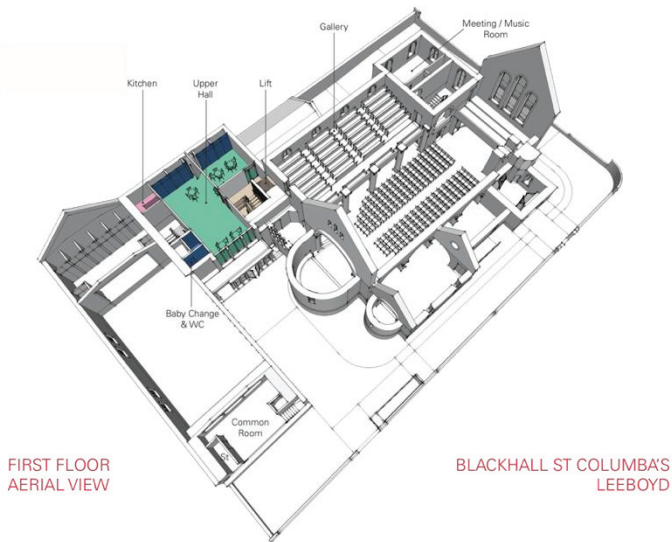 Meeting / Music
Room
Gallery
Kitchen
Upper
Hall
Lift
Baby Change
& WC
Common
Room
St
FIRST FLOOR
AERIAL VIEW
BLACKHALL ST COLUMBA'S
LEEBOYD